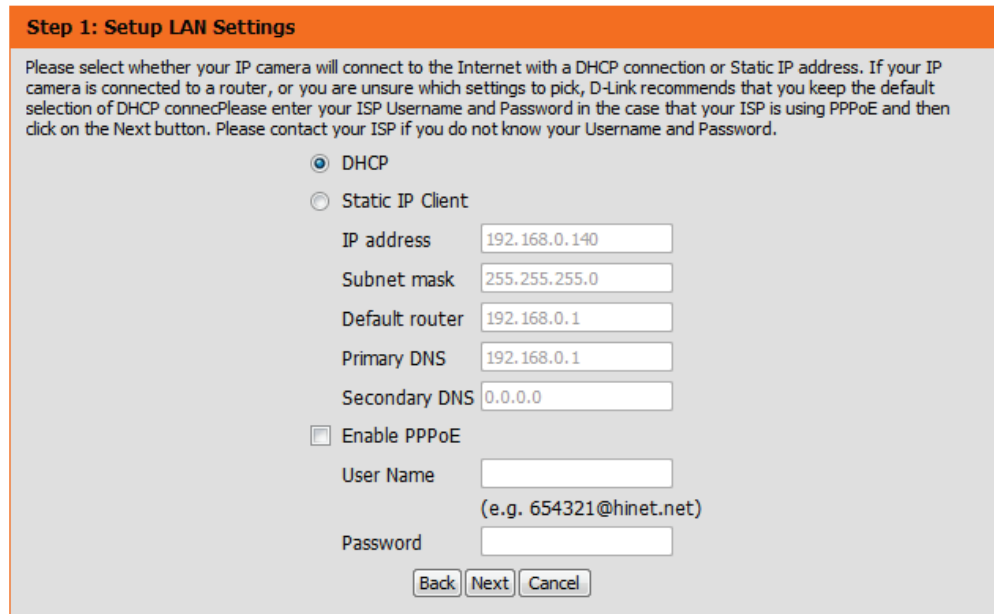 Step 1: Setup LAN Settings
Please select whether your IP camera will connect to the Internet with a DHCP connection or Static IP address. If your IP
camera is connected to a router, or you are unsure which settings to pick, D-Link recommends that you keep the default
selection of DHCP connecPlease enter your ISP Username and Password in the case that your ISP is using PPPoE and then
click on the Next button. Please contact your ISP if you do not know your Username and Password.
DHCP
Static IP Client
IP address 192.168.0.140
Subnet mask 255.255.255.0
Default router 192.168.0.1
Primary DNS 192.168.0.1
Secondary DNS 0.0.0.0
Enable PPPoE
User Name
(e.g. 654321@hinet.net)
Password
Back Next Cancel